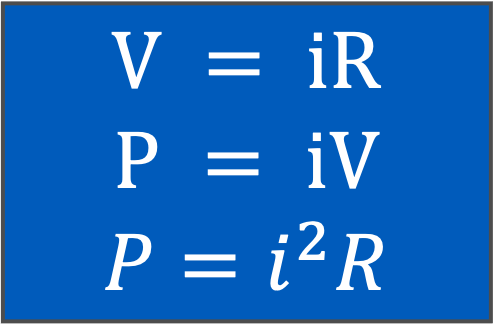 V = iR
P = iV
P = i²R